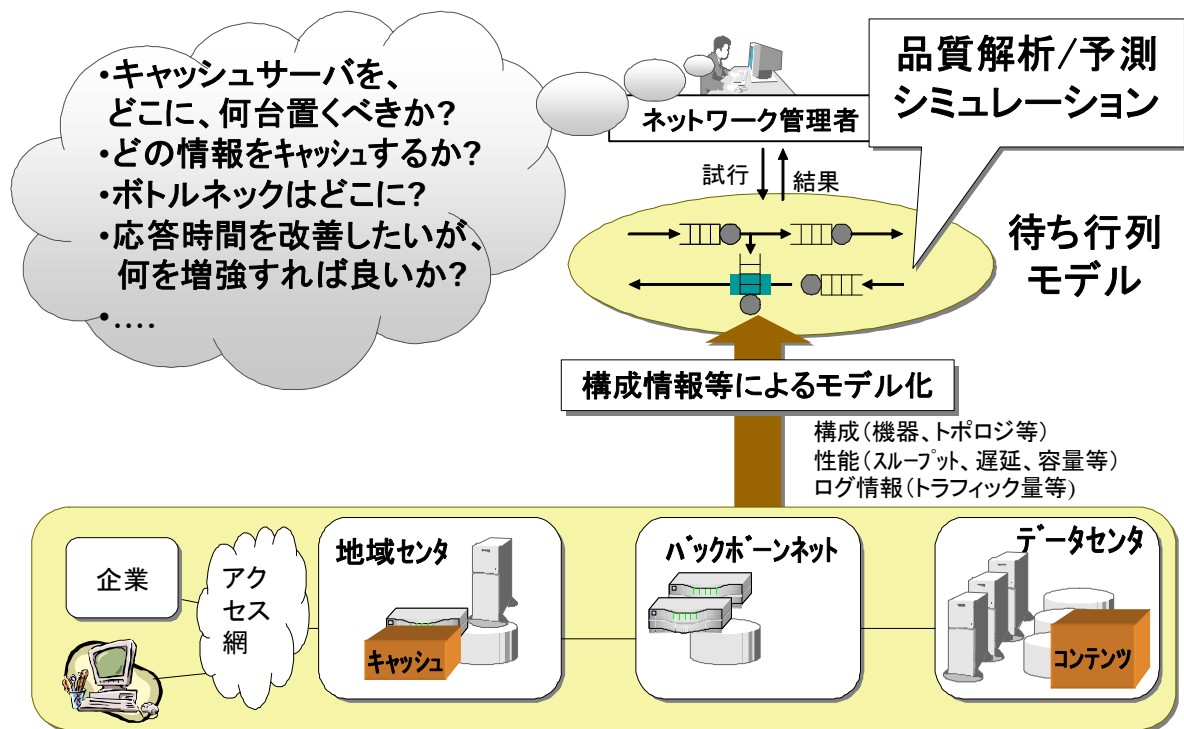 ・キャッシュサーバを、
どこに、何台置くべきか?
・どの情報をｷｬｯｼｭするか?
・ボトルネックはどこに?
・応答時間を改善したいが、
何を増強すれば良いか?
・....
ネットワーク管理者
品質解析/予測
シミュレーション
試行
結果
待ち行列
モデル
構成情報等によるモデル化
構成(機器、トポロジ等)
性能(ｽﾙｰﾌﾟｯﾄ、遅延、容量等)
ログ情報(トラフィック量等)
企業
アク
セス
網
地域センタ
キャッシュ
バックボーンネット
データセンタ
コンテンツ